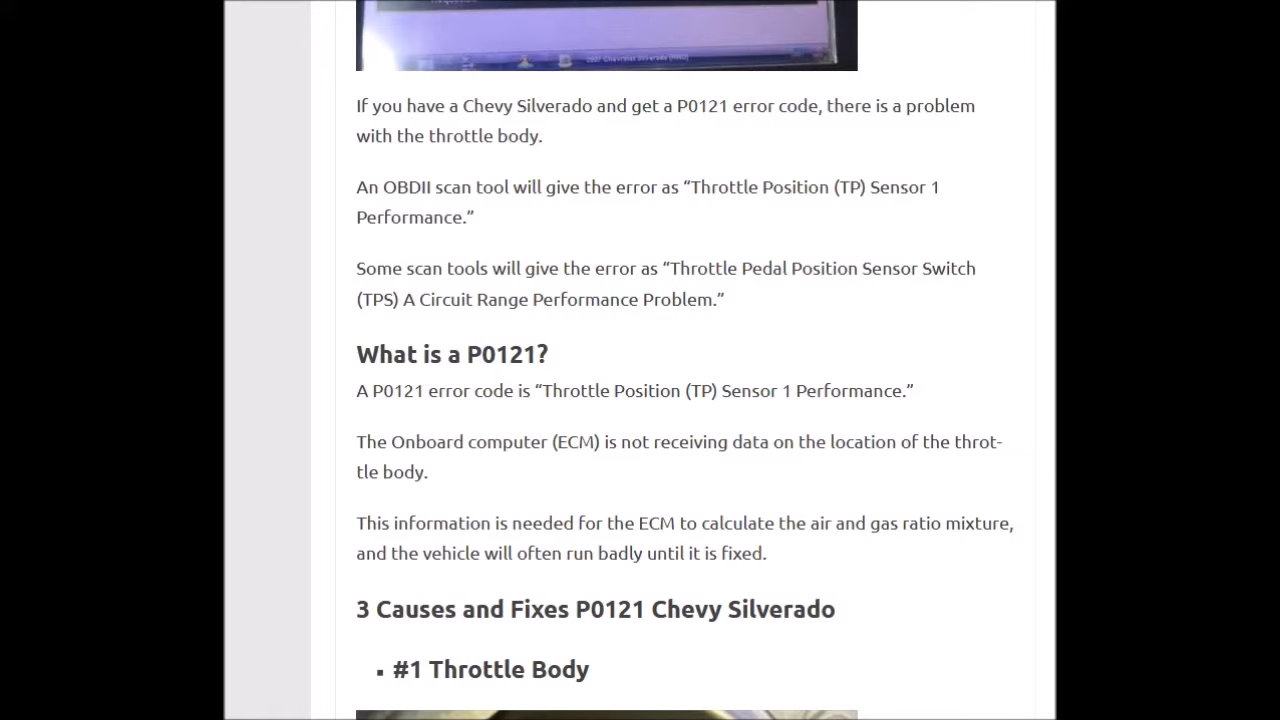 2007 Chevrolet Silverado
If you have a Chevy Silverado and get a P0121 error code, there is a problem
with the throttle body.
An OBDII scan tool will give the error as “Throttle Position (TP) Sensor 1
Performance.”
Some scan tools will give the error as “Throttle Pedal Position Sensor Switch
(TPS) A Circuit Range Performance Problem.”
What is a P0121?
A P0121 error code is “Throttle Position (TP) Sensor 1 Performance.”
The Onboard computer (ECM) is not receiving data on the location of the throt-
tle body.
This information is needed for the ECM to calculate the air and gas ratio mixture,
and the vehicle will often run badly until it is fixed.
3 Causes and Fixes P0121 Chevy Silverado
▪ #1 Throttle Body